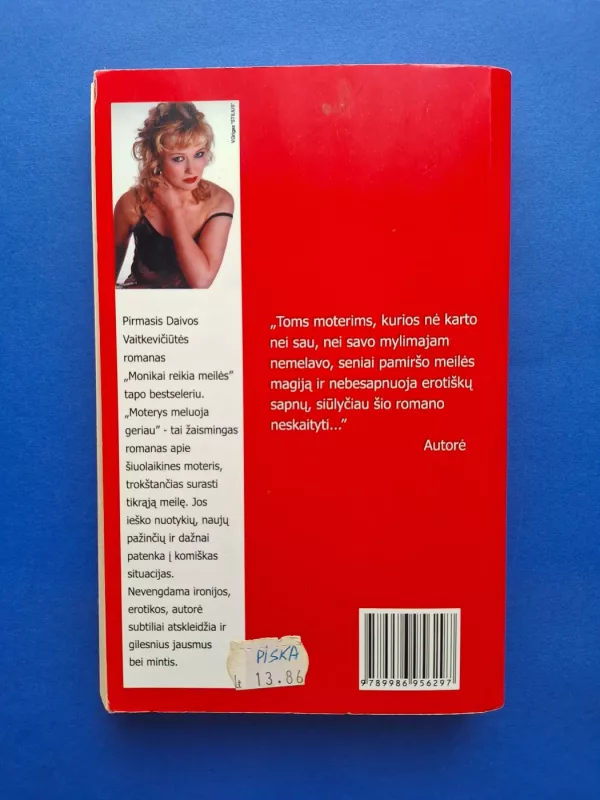 Pirmasis Daivos
Vaitkevičiūtės
romanas
„Monikai reikia meilės”
tapo bestseleriu.
„Moterys meluoja
geriau” - tai žaismingas
romanas apie
šiuolaikines moteris,
trokštančias surasti
tikrąją meilę. Jos
ieško nuotykių, naujų
pažinčių ir dažnai
patenka į komiškas
situacijas.
Nevengdama ironijos,
erotikos, autorė
subtiliai atskleidžia ir
gilesnius jausmus
bei mintis.
„Toms moterims, kurios nė karto
nei sau, nei savo mylimajam
nemelavo, seniai pamiršo meilės
magiją ir nebesapnuoja erotiškų
sapnų, siūlyčiau šio romano
neskaityti...”
Autorė
PİSKA
Lt 13.86
9789986956297